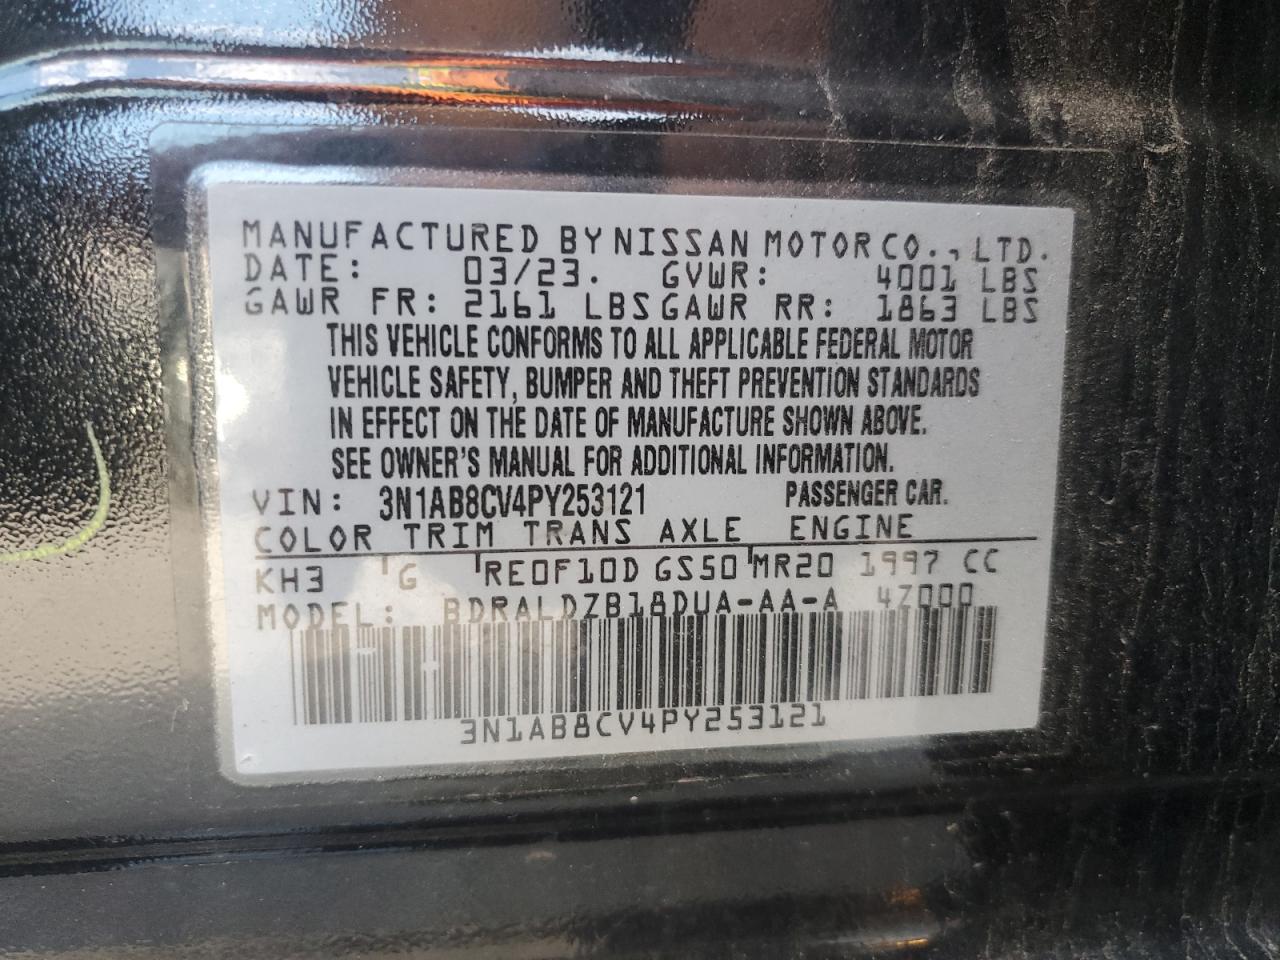 MANUFACTURED BY NISSAN MOTOR CO., LTD.
DATE: 03/23. GVWR: 4001 LBS
GAWR FR: 2161 LBS GAWR RR: 1863 LBS
THIS VEHICLE CONFORMS TO ALL APPLICABLE FEDERAL MOTOR
VEHICLE SAFETY, BUMPER AND THEFT PREVENTION STANDARDS
IN EFFECT ON THE DATE OF MANUFACTURE SHOWN ABOVE.
SEE OWNER'S MANUAL FOR ADDITIONAL INFORMATION.
VIN: 3N1AB8CV4PY253121 PASSENGER CAR.
COLOR TRIM TRANS AXLE ENGINE
KH3 G RE0F10D GS50 MR20 1997 CC
MODEL: BDRALDZB18DUA-AA-A 4Z000
3N1AB8CV4PY253121